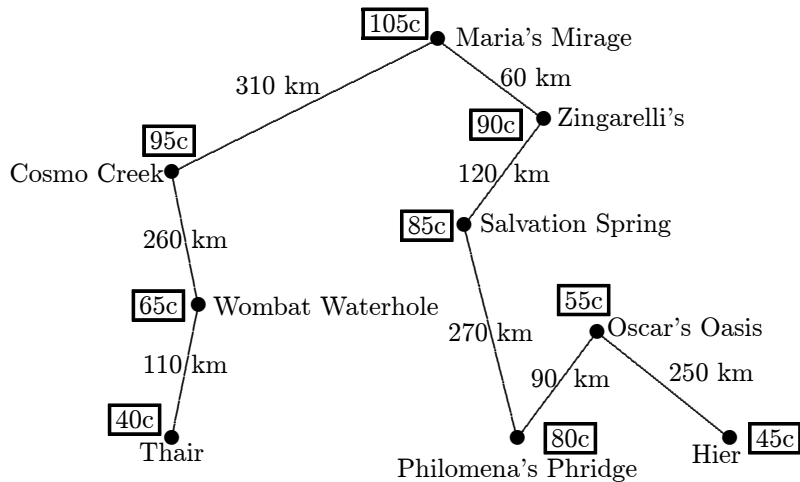 105c
Maria's Mirage
310 km
60 km
90c
Zingarelli's
95c
Cosmo Creek
120 km
85c
Salvation Spring
260 km
65c
Wombat Waterhole
55c
Oscar's Oasis
270 km
110 km
90 km
250 km
40c
Thair
80c
Philomena's Phridge
45c
Hier